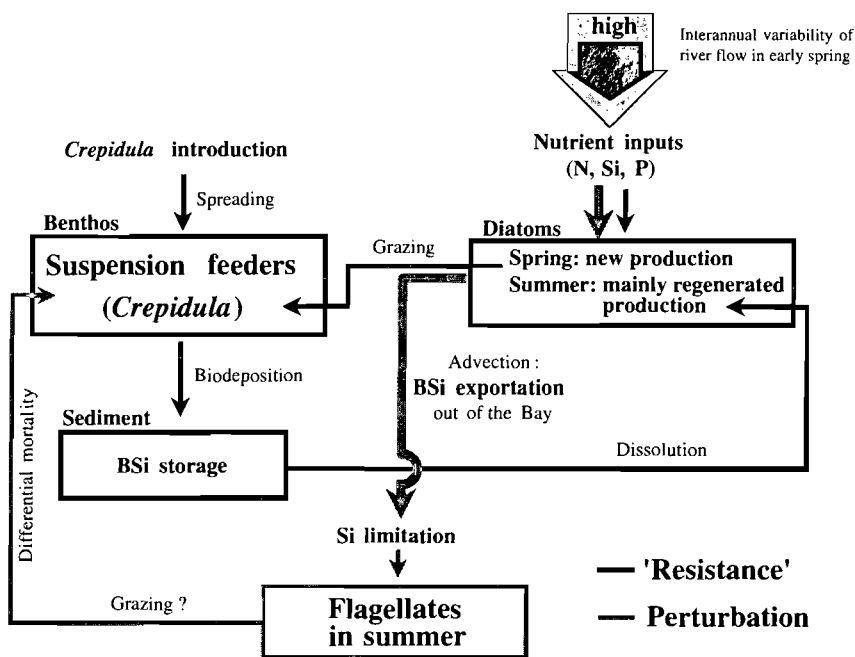 high
Interannual variability of
river flow in early spring
Nutrient inputs
(N, Si, P)
Crepidula introduction
Spreading
Benthos
Suspension feeders
(Crepidula)
Grazing
Diatoms
Spring: new production
Summer: mainly regenerated
production
Biodeposition
Advection :
BSi exportation
out of the Bay
Sediment
BSi storage
Dissolution
Differential mortality
Si limitation
Grazing ?
Flagellates
in summer
'Resistance'
Perturbation